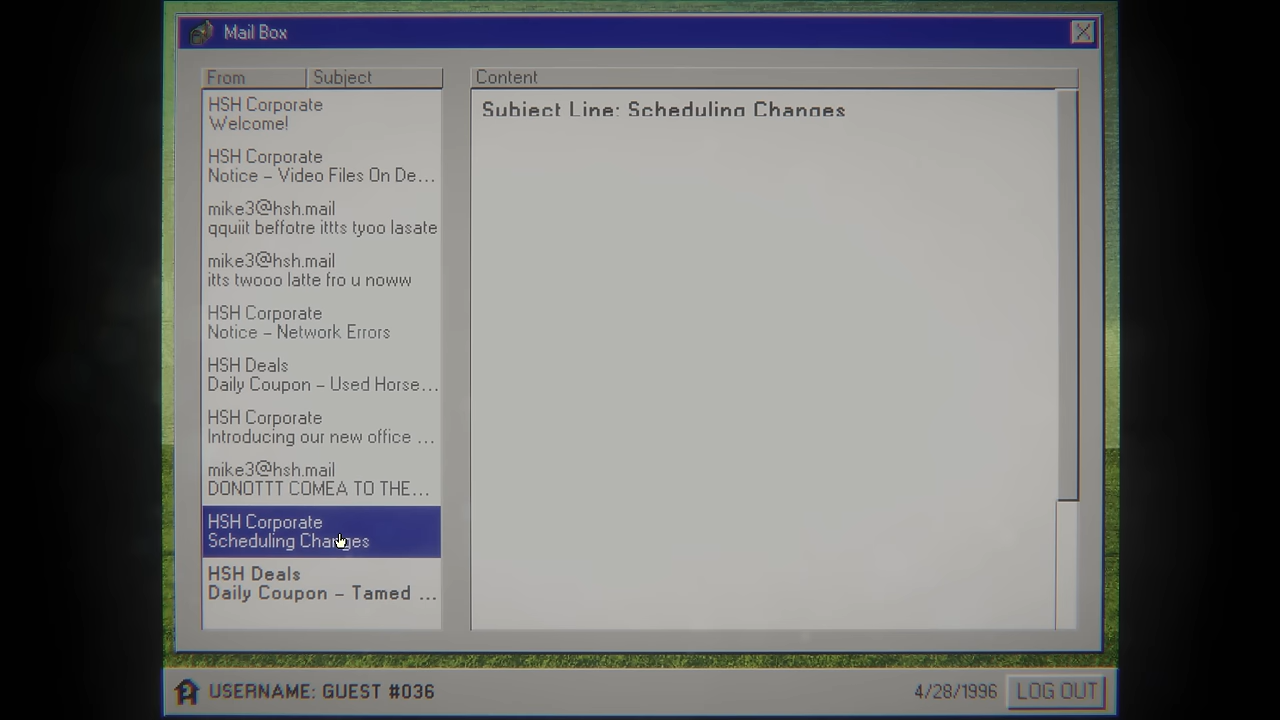 Mail Box
From Subject
Content
HSH Corporate
Welcome!
HSH Corporate
Notice – Video Files On De...
mike3@hsh.mail
qquiit beffotre ittts tyoo lasate
mike3@hsh.mail
itts twooo latte fro u noww
HSH Corporate
Notice – Network Errors
HSH Deals
Daily Coupon – Used Horse...
HSH Corporate
Introducing our new office ...
mike3@hsh.mail
DONOTTT COMEA TO THE...
HSH Corporate
Scheduling Changes
HSH Deals
Daily Coupon – Tamed ...
Subject Line: Scheduling Changes
USERNAME: GUEST #036
4/28/1996
LOG OUT